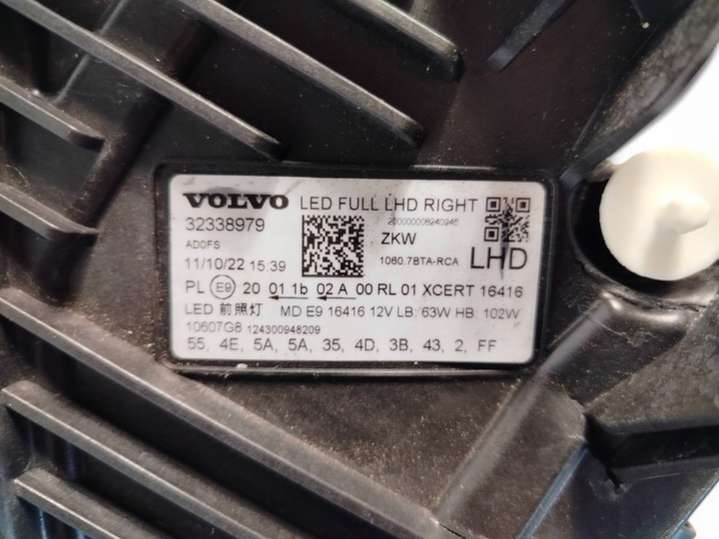 VOLVO LED FULL LHD RIGHT
32338979
ADOFS ZKW
11/10/22 15:39 1080.7BTA-RCA LHD
PL E9 20 01 1b 02 A 00 RL 01 XCERT 16416
LED 前照灯 MD E9 16416 12V LB: 63W HB: 102W
10607G8 124300948209
55, 4E, 5A, 5A, 35, 4D, 3B, 43, 2, FF